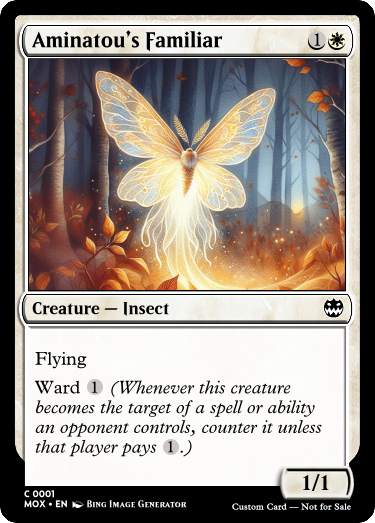 Aminatou's Familiar 1
Creature — Insect
Flying
Ward 1 (Whenever this creature
becomes the target of a spell or ability
an opponent controls, counter it unless
that player pays 1.)
1/1
C 0001
MOX • EN Bing Image Generator
Custom Card — Not for Sale